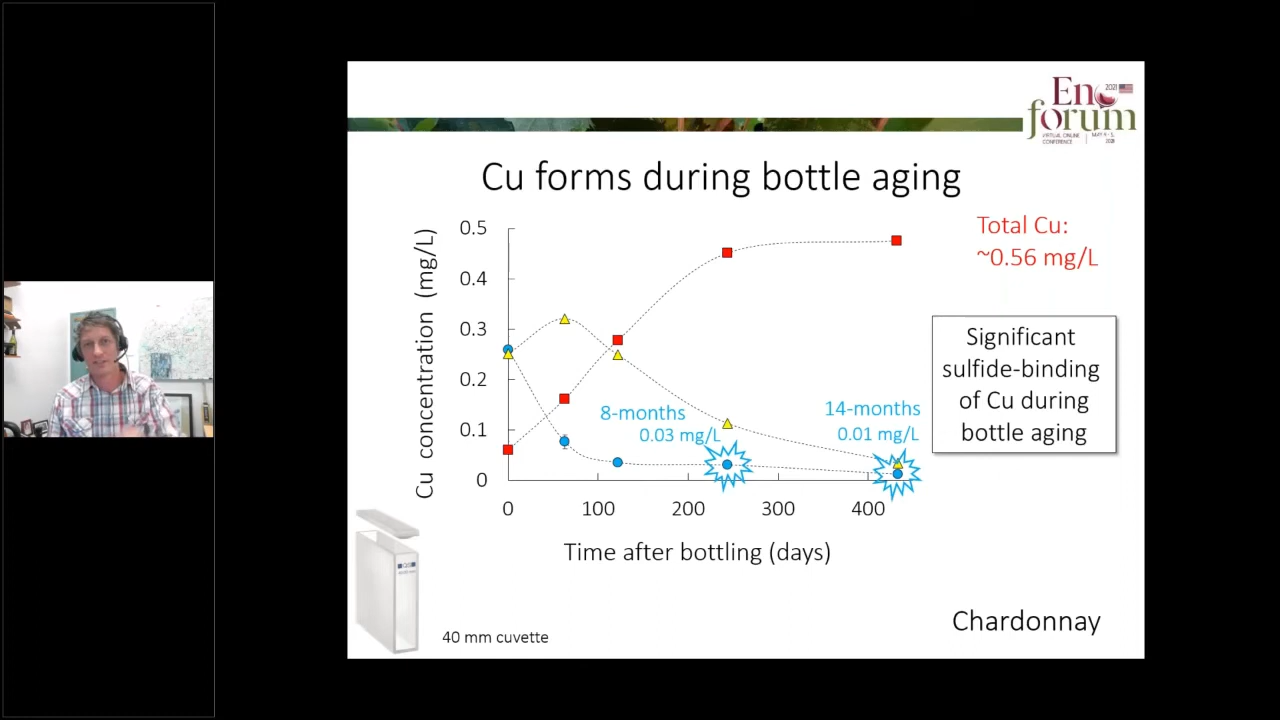 2021
Eno
forum
VIRTUAL ONLINE
CONFERENCE
2021
Cu forms during bottle aging
Total Cu:
~0.56 mg/L
Cu concentration (mg/L)
0.5
0.4
0.3
0.2
0.1
0
8-months
0.03 mg/L
14-months
0.01 mg/L
Significant
sulfide-binding
of Cu during
bottle aging
0 100 200 300 400
Time after bottling (days)
40 mm cuvette
Chardonnay